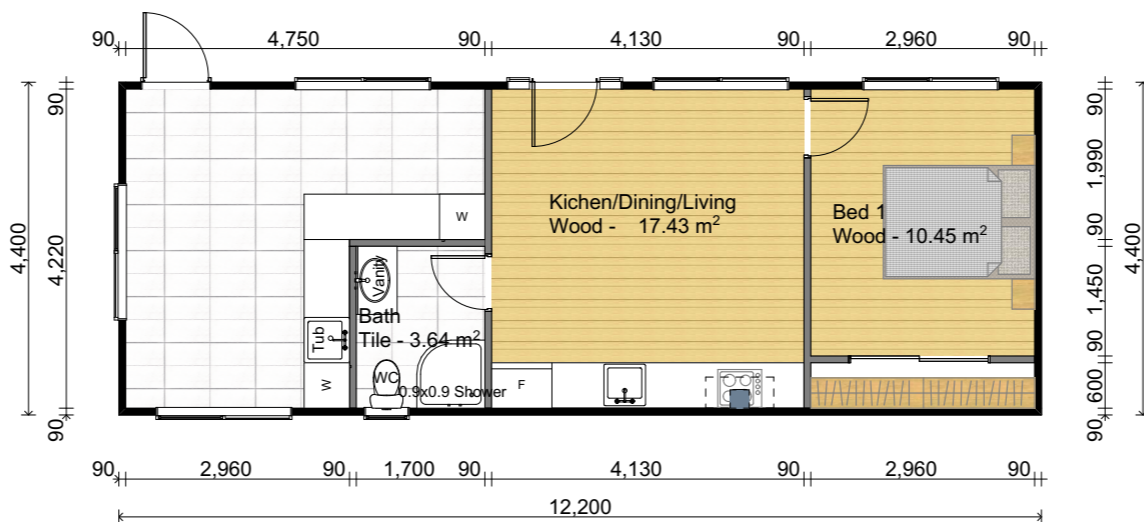 90 4,750 90 4,130 90 2,960 90
4,400
90
4,220
90
90
1,990
90
1,450
90
600
90
4,400
Kichen/Dining/Living
Wood - 17.43 m²
Bed 1
Wood - 10.45 m²
W
Vanity
Bath
Tile - 3.64 m²
Tub
W
WC
0.9x0.9 Shower
F
90 2,960 90 1,700 90 4,130 90 2,960 90
12,200